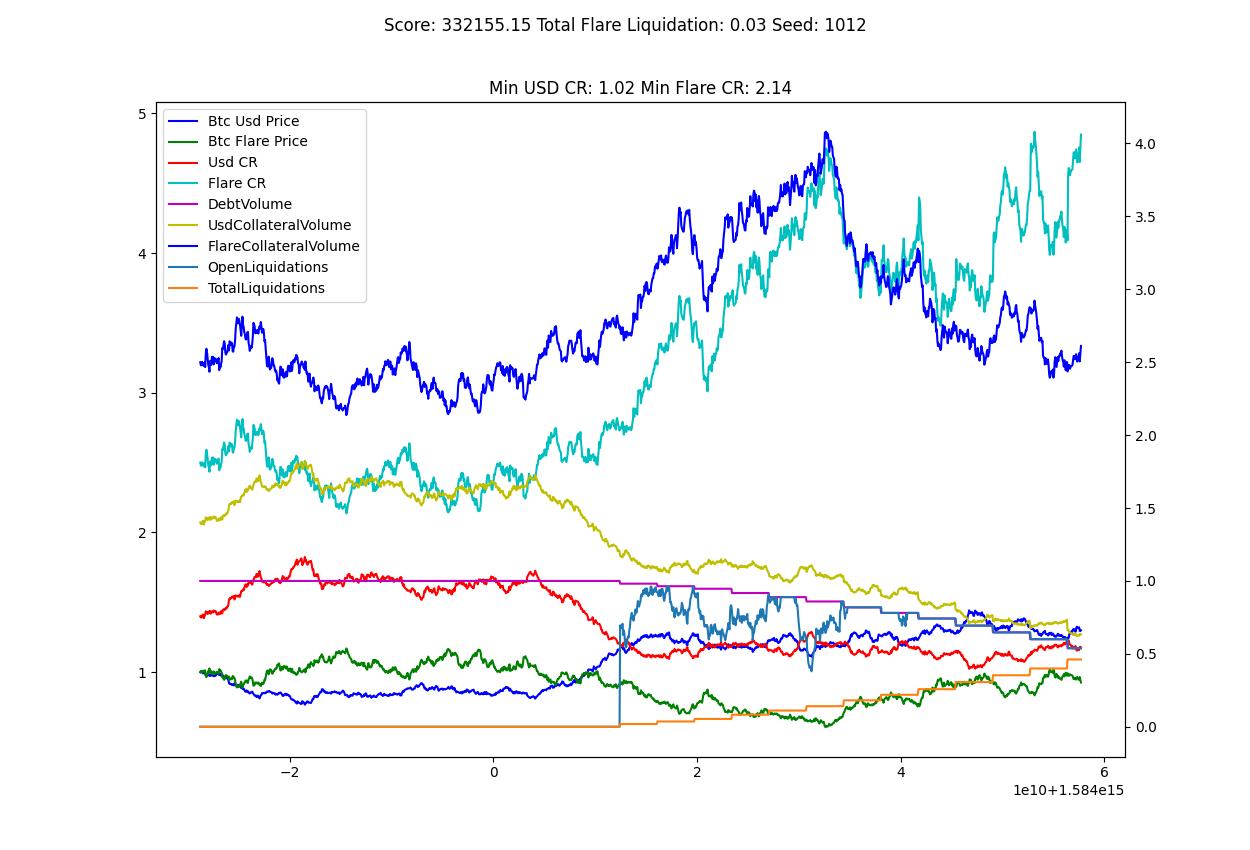 Score: 332155.15 Total Flare Liquidation: 0.03 Seed: 1012
Min USD CR: 1.02 Min Flare CR: 2.14
Btc Usd Price
Btc Flare Price
Usd CR
Flare CR
DebtVolume
UsdCollateralVolume
FlareCollateralVolume
OpenLiquidations
TotalLiquidations
5
4
3
2
1
4.0
3.5
3.0
2.5
2.0
1.5
1.0
0.5
0.0
−2
0
2
4
6
1e10+1.584e15